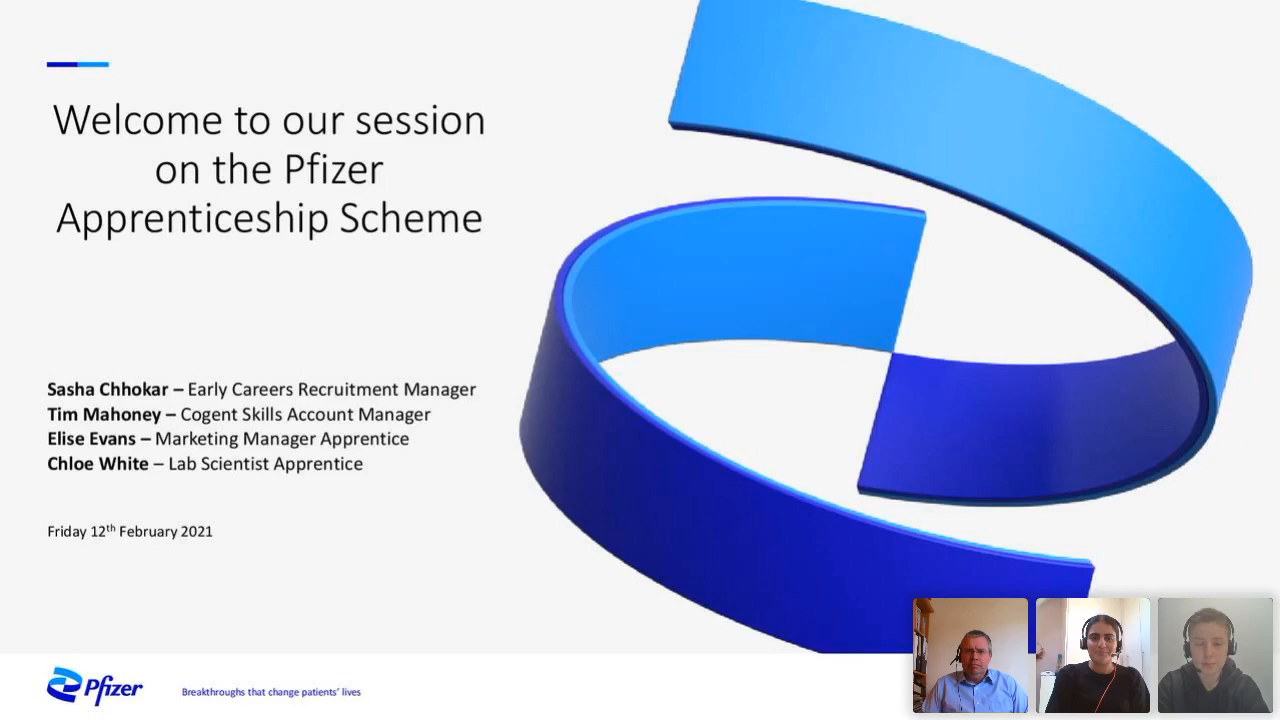 Welcome to our session
on the Pfizer
Apprenticeship Scheme
Sasha Chhokar – Early Careers Recruitment Manager
Tim Mahoney – Cogent Skills Account Manager
Elise Evans – Marketing Manager Apprentice
Chloe White – Lab Scientist Apprentice
Friday 12th February 2021
Pfizer
Breakthroughs that change patients' lives